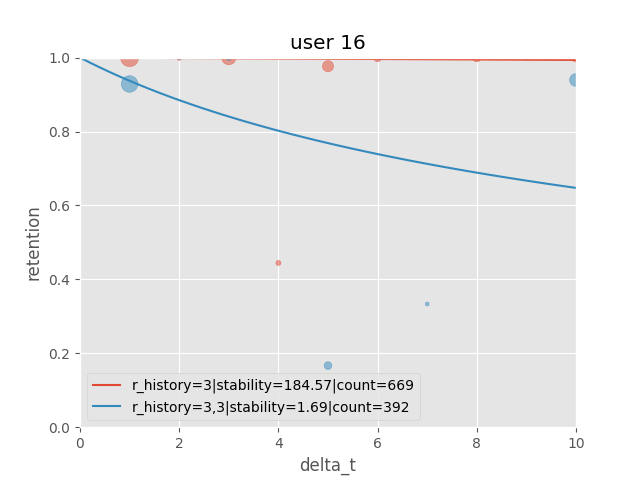 user 16
retention
1.0
0.8
0.6
0.4
0.2
0.0
r_history=3|stability=184.57|count=669
r_history=3,3|stability=1.69|count=392
0 2 4 6 8 10
delta_t